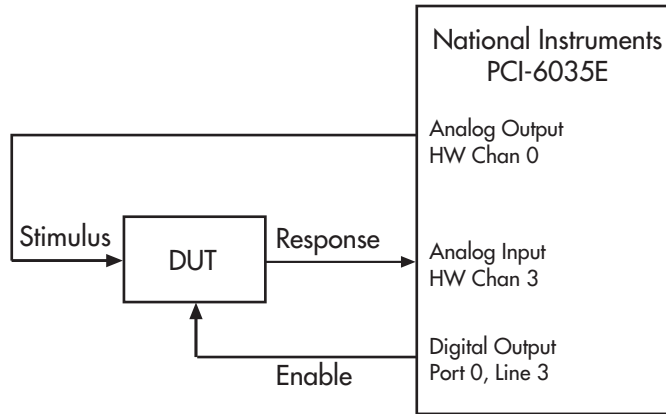 National Instruments
PCI-6035E
Analog Output
HW Chan 0
Stimulus
DUT
Response
Analog Input
HW Chan 3
Enable
Digital Output
Port 0, Line 3